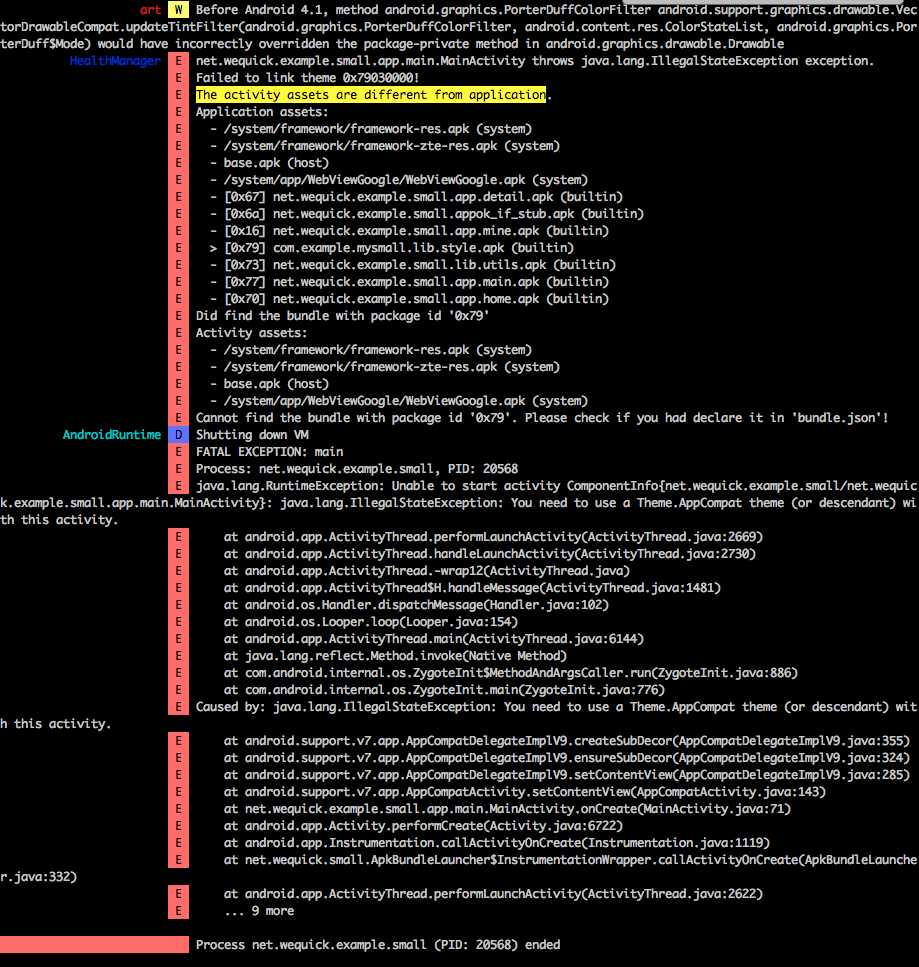 art W Before Android 4.1, method android.graphics.PorterDuffColorFilter android.support.graphics.drawable.Vec
torDrawableCompat.updateTintFilter(android.graphics.PorterDuffColorFilter, android.content.res.ColorStateList, android.graphics.Por
terDuff$Mode) would have incorrectly overridden the package-private method in android.graphics.drawable.Drawable
HealthManager E net.wequick.example.small.app.main.MainActivity throws java.lang.IllegalStateException exception.
E Failed to link theme 0x79030000!
E The activity assets are different from application.
E Application assets:
E - /system/framework/framework-res.apk (system)
E - /system/framework/framework-zte-res.apk (system)
E - base.apk (host)
E - /system/app/WebViewGoogle/WebViewGoogle.apk (system)
E - [0x67] net.wequick.example.small.app.detail.apk (builtin)
E - [0x6a] net.wequick.example.small.appok_if_stub.apk (builtin)
E - [0x16] net.wequick.example.small.app.mine.apk (builtin)
E > [0x79] com.example.mysmall.lib.style.apk (builtin)
E - [0x73] net.wequick.example.small.lib.utils.apk (builtin)
E - [0x77] net.wequick.example.small.app.main.apk (builtin)
E - [0x70] net.wequick.example.small.app.home.apk (builtin)
E Did find the bundle with package id '0x79'
E Activity assets:
E - /system/framework/framework-res.apk (system)
E - /system/framework/framework-zte-res.apk (system)
E - base.apk (host)
E - /system/app/WebViewGoogle/WebViewGoogle.apk (system)
E Cannot find the bundle with package id '0x79'. Please check if you had declare it in 'bundle.json'!
AndroidRuntime D Shutting down VM
E FATAL EXCEPTION: main
E Process: net.wequick.example.small, PID: 20568
E java.lang.RuntimeException: Unable to start activity ComponentInfo{net.wequick.example.small/net.wequic
k.example.small.app.main.MainActivity}: java.lang.IllegalStateException: You need to use a Theme.AppCompat theme (or descendant) wi
th this activity.
E at android.app.ActivityThread.performLaunchActivity(ActivityThread.java:2669)
E at android.app.ActivityThread.handleLaunchActivity(ActivityThread.java:2730)
E at android.app.ActivityThread.-wrap12(ActivityThread.java)
E at android.app.ActivityThread$H.handleMessage(ActivityThread.java:1481)
E at android.os.Handler.dispatchMessage(Handler.java:102)
E at android.os.Looper.loop(Looper.java:154)
E at android.app.ActivityThread.main(ActivityThread.java:6144)
E at java.lang.reflect.Method.invoke(Native Method)
E at com.android.internal.os.ZygoteInit$MethodAndArgsCaller.run(ZygoteInit.java:886)
E at com.android.internal.os.ZygoteInit.main(ZygoteInit.java:776)
E Caused by: java.lang.IllegalStateException: You need to use a Theme.AppCompat theme (or descendant) wit
h this activity.
E at android.support.v7.app.AppCompatDelegateImplV9.createSubDecor(AppCompatDelegateImplV9.java:355)
E at android.support.v7.app.AppCompatDelegateImplV9.ensureSubDecor(AppCompatDelegateImplV9.java:324)
E at android.support.v7.app.AppCompatDelegateImplV9.setContentView(AppCompatDelegateImplV9.java:285)
E at android.support.v7.app.AppCompatActivity.setContentView(AppCompatActivity.java:143)
E at net.wequick.example.small.app.main.MainActivity.onCreate(MainActivity.java:71)
E at android.app.Activity.performCreate(Activity.java:6722)
E at android.app.Instrumentation.callActivityOnCreate(Instrumentation.java:1119)
E at net.wequick.small.ApkBundleLauncher$InstrumentationWrapper.callActivityOnCreate(ApkBundleLaunche
r.java:332)
E at android.app.ActivityThread.performLaunchActivity(ActivityThread.java:2622)
E ... 9 more
Process net.wequick.example.small (PID: 20568) ended